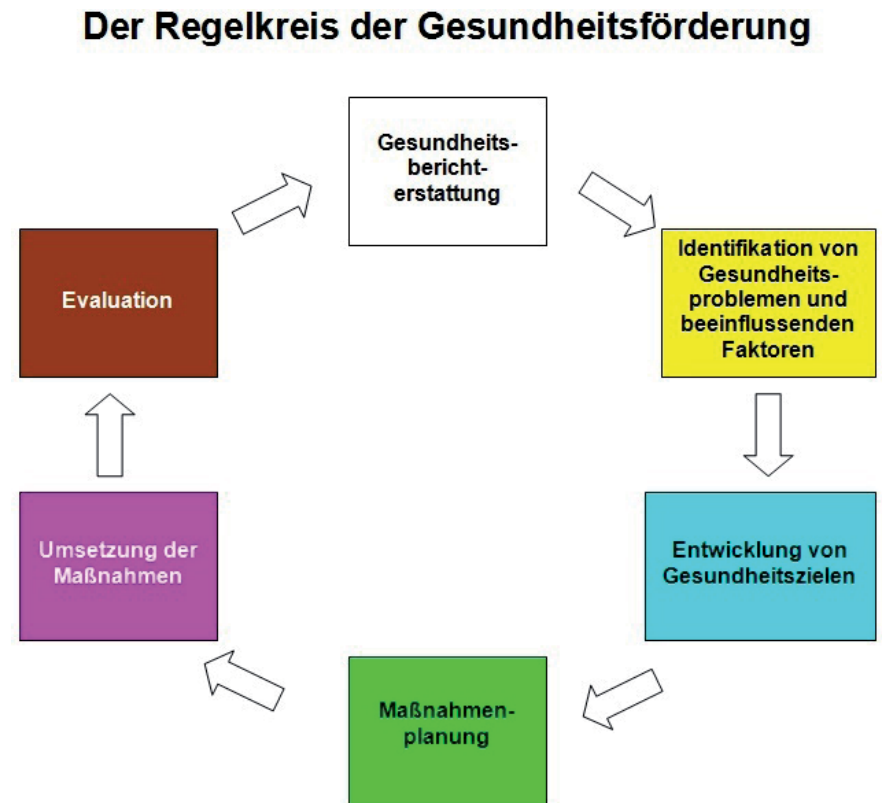 Der Regelkreis der Gesundheitsförderung
Gesundheits-
bericht-
erstattung
Identifikation von
Gesundheits-
problemen und
beeinflussenden
Faktoren
Entwicklung von
Gesundheitszielen
Maßnahmen-
planung
Umsetzung der
Maßnahmen
Evaluation